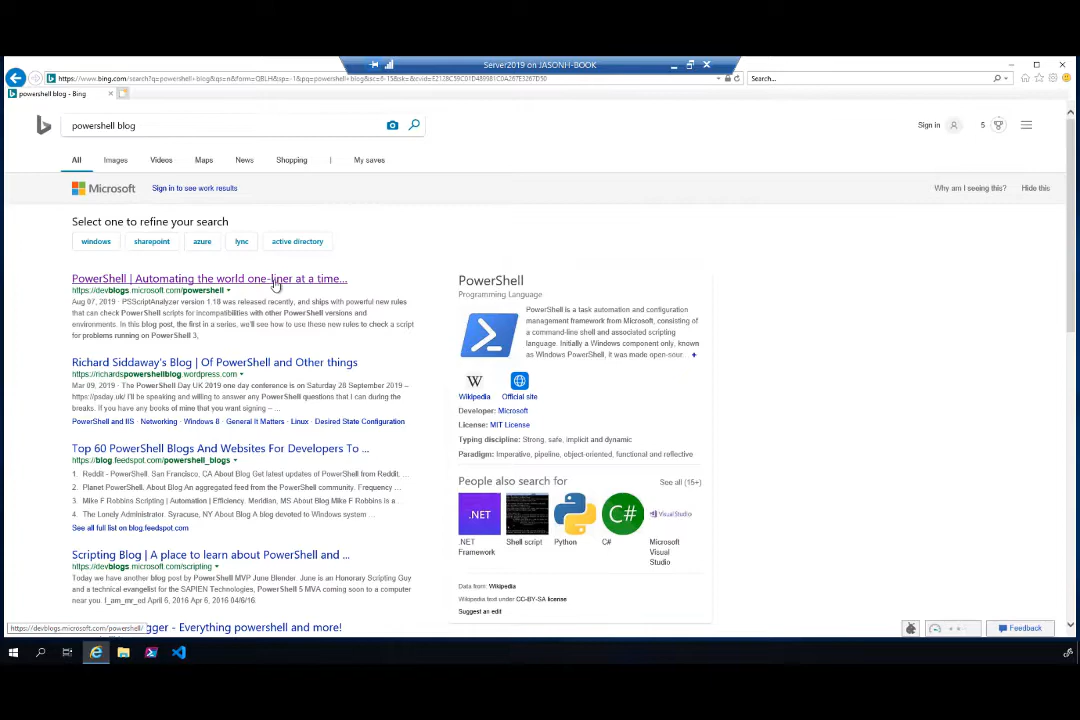 Server2019 on JASONH-BOOK
Search...
powershell blog - Bing
powershell blog
Sign in
5
All
Images
Videos
Maps
News
Shopping
My saves
Microsoft
Sign in to see work results
Why am I seeing this?
Hide this
Select one to refine your search
windows
sharepoint
azure
lync
active directory
PowerShell | Automating the world one-liner at a time...
https://devblogs.microsoft.com/powershell
Aug 07, 2019 · PSScriptAnalyzer version 1.18 was released recently, and ships with powerful new rules
that can check PowerShell scripts for incompatibilities with other PowerShell versions and
environments. In this blog post, the first in a series, we'll see how to use these new rules to check a script
for problems running on PowerShell 3,
Richard Siddaway's Blog | Of PowerShell and Other things
https://richardspowershellblog.wordpress.com
Mar 09, 2019 · The PowerShell Day UK 2019 one day conference is on Saturday 28 September 2019 –
https://psday.uk/ I'll be speaking and willing to answer any PowerShell questions that I can during the
breaks. If you have any books of mine that you want signing – ...
PowerShell and IIS · Networking · Windows 8 · General It Matters · Linux · Desired State Configuration
Top 60 PowerShell Blogs And Websites For Developers To ...
https://blog.feedspot.com/powershell_blogs
1. Reddit - PowerShell. San Francisco, CA About Blog Get latest updates of PowerShell from Reddit. ...
2. Planet PowerShell. About Blog An aggregated feed from the PowerShell community. Frequency ...
3. Mike F Robbins Scripting | Automation | Efficiency. Meridian, MS About Blog Mike F Robbins is a...
4. The Lonely Administrator. Syracuse, NY About Blog A blog devoted to Windows system ...
See all full list on blog.feedspot.com
Scripting Blog | A place to learn about PowerShell and ...
https://devblogs.microsoft.com/scripting
Today we have another blog post by PowerShell MVP June Blender. June is an Honorary Scripting Guy
and a technical evangelist for the SAPIEN Technologies, PowerShell 5 MVA coming soon to a computer
near you. I_am_mr_ed April 6, 2016 Apr 6, 2016 04/6/16.
gger - Everything powershell and more!
https://devblogs.microsoft.com/powershell/
PowerShell
Programming Language
PowerShell is a task automation and configuration
management framework from Microsoft, consisting of
a command-line shell and associated scripting
language. Initially a Windows component only, known
as Windows PowerShell, it was made open-sour.
Wikipedia
Official site
Developer: Microsoft
License: MIT License
Typing discipline: Strong, safe, implicit and dynamic
Paradigm: Imperative, pipeline, object-oriented, functional and reflective
People also search for
See all (15+)
.NET
C#
Visual Studio
.NET Framework
Shell script
Python
C#
Microsoft Visual Studio
Data from: Wikipedia
Wikipedia text under CC-BY-SA license
Suggest an edit
Feedback